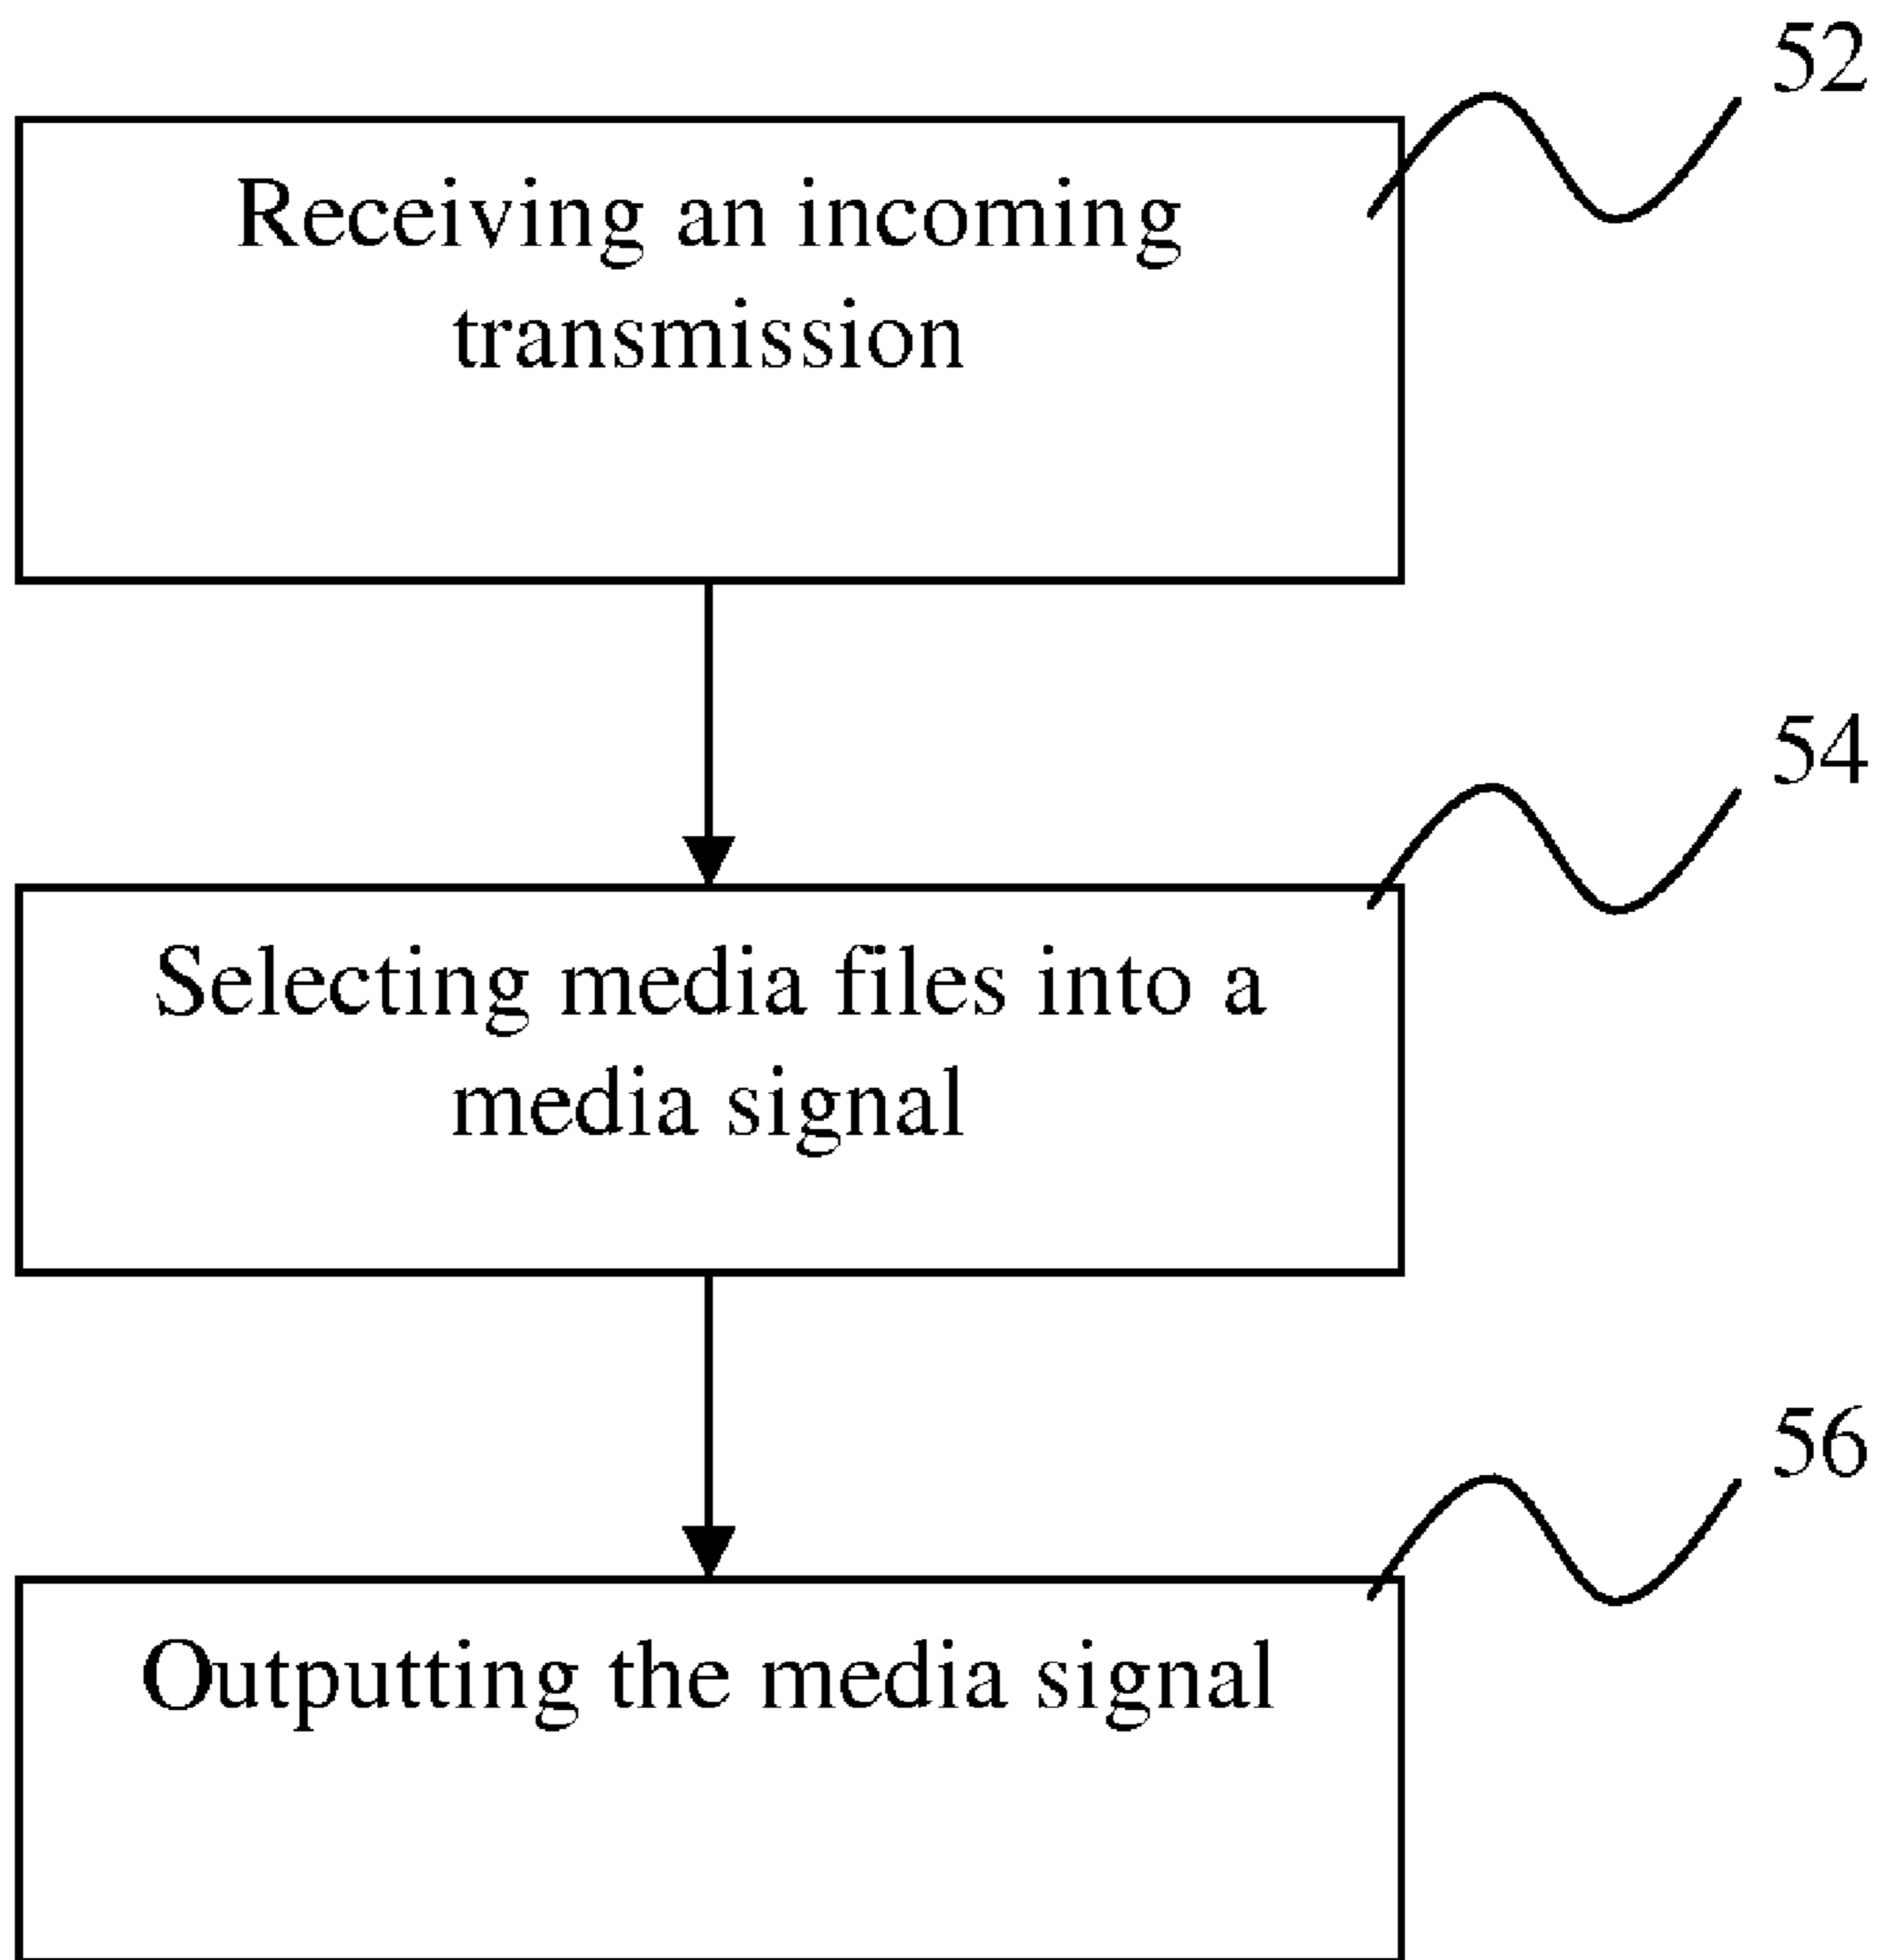 52
Receiving an incoming
transmission
54
Selecting media files into a
media signal
56
Outputting the media signal